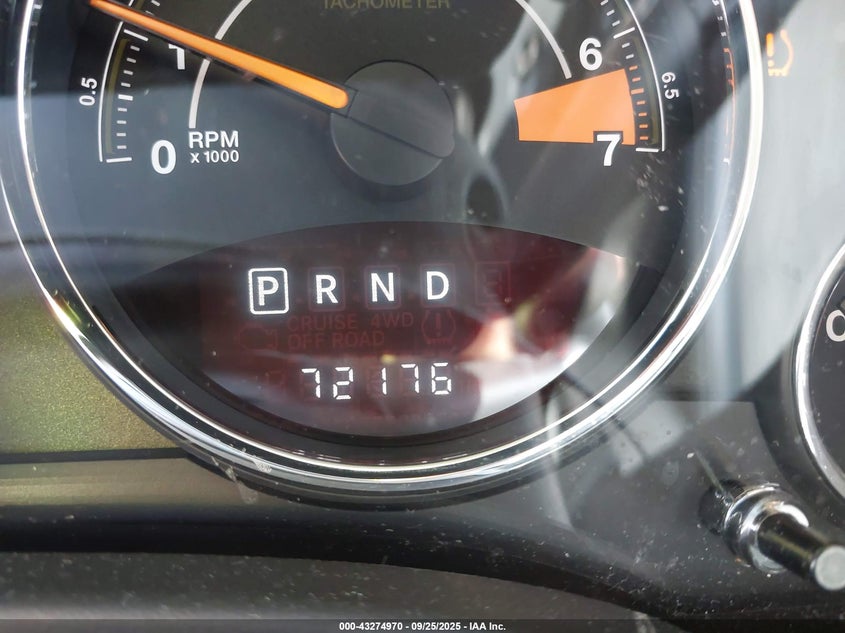 TACHOMETER
0.5
1
6
6.5
0
RPM
x 1000
7
P R N D
CRUISE 4WD
OFF ROAD
72176
000-43274970 - 09/25/2025 - IAA Inc.